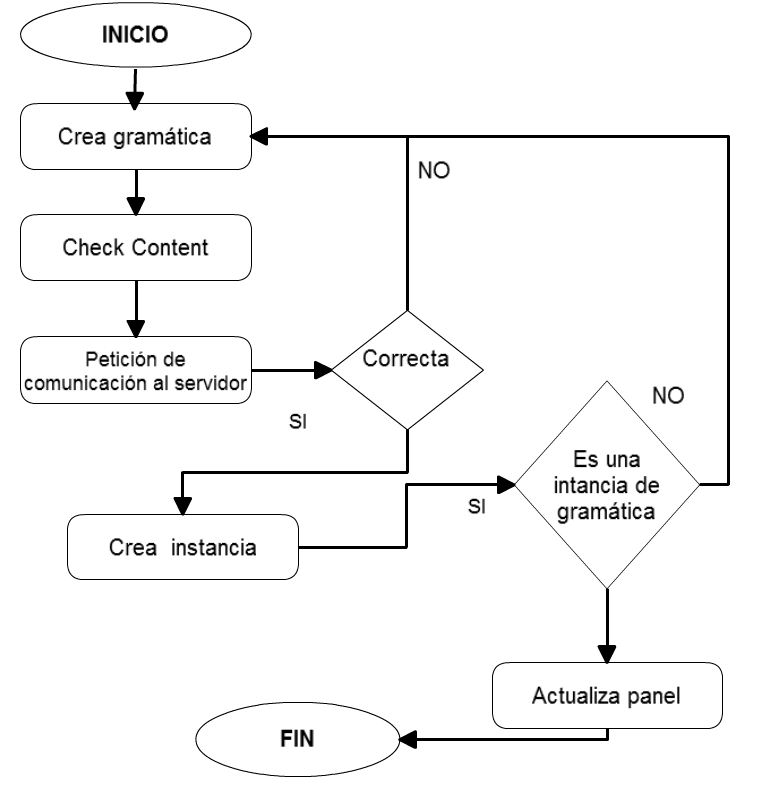 INICIO
Crea gramática
NO
Check Content
Petición de
comunicación al servidor
Correcta
SI
NO
Es una
intancia de
gramática
SI
Crea instancia
Actualiza panel
FIN